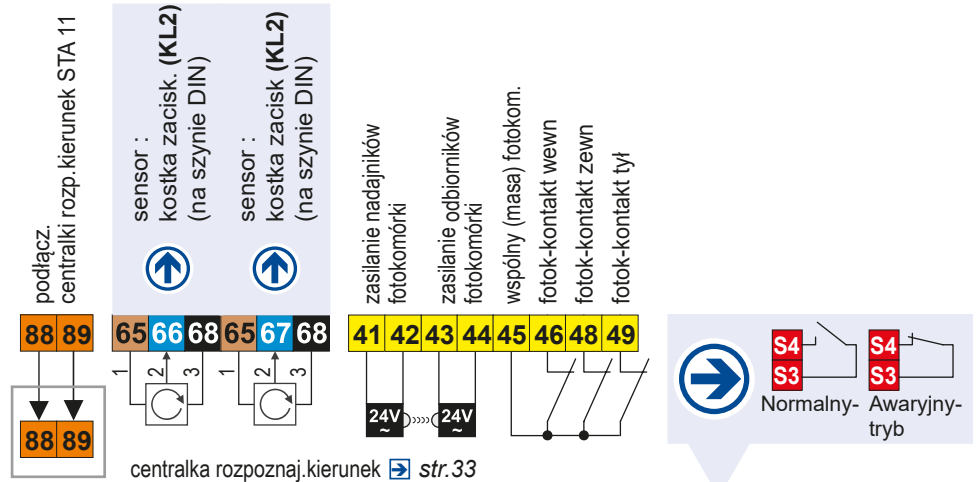 podłącz.
centralki rozp.kierunek STA 11
sensor :
kostka zacisk. (KL2)
(na szynie DIN)
sensor :
kostka zacisk (KL2)
(na szynie DIN)
zasilanie nadajników
fotokomórki
zasilanie odbiorników
fotokomórki
wspólny (masa) fotokom.
fotok-kontakt wewn
fotok-kontakt zewn
fotok-kontakt tył
88 89
65 66 68 65 67 68
41 42 43 44 45 46 48 49
1 2 3
1 2 3
24V
~
24V
~
88 89
S4
S3
S4
S3
Normalny-
Awaryjny-
tryb
centralka rozpoznaj.kierunek str.33